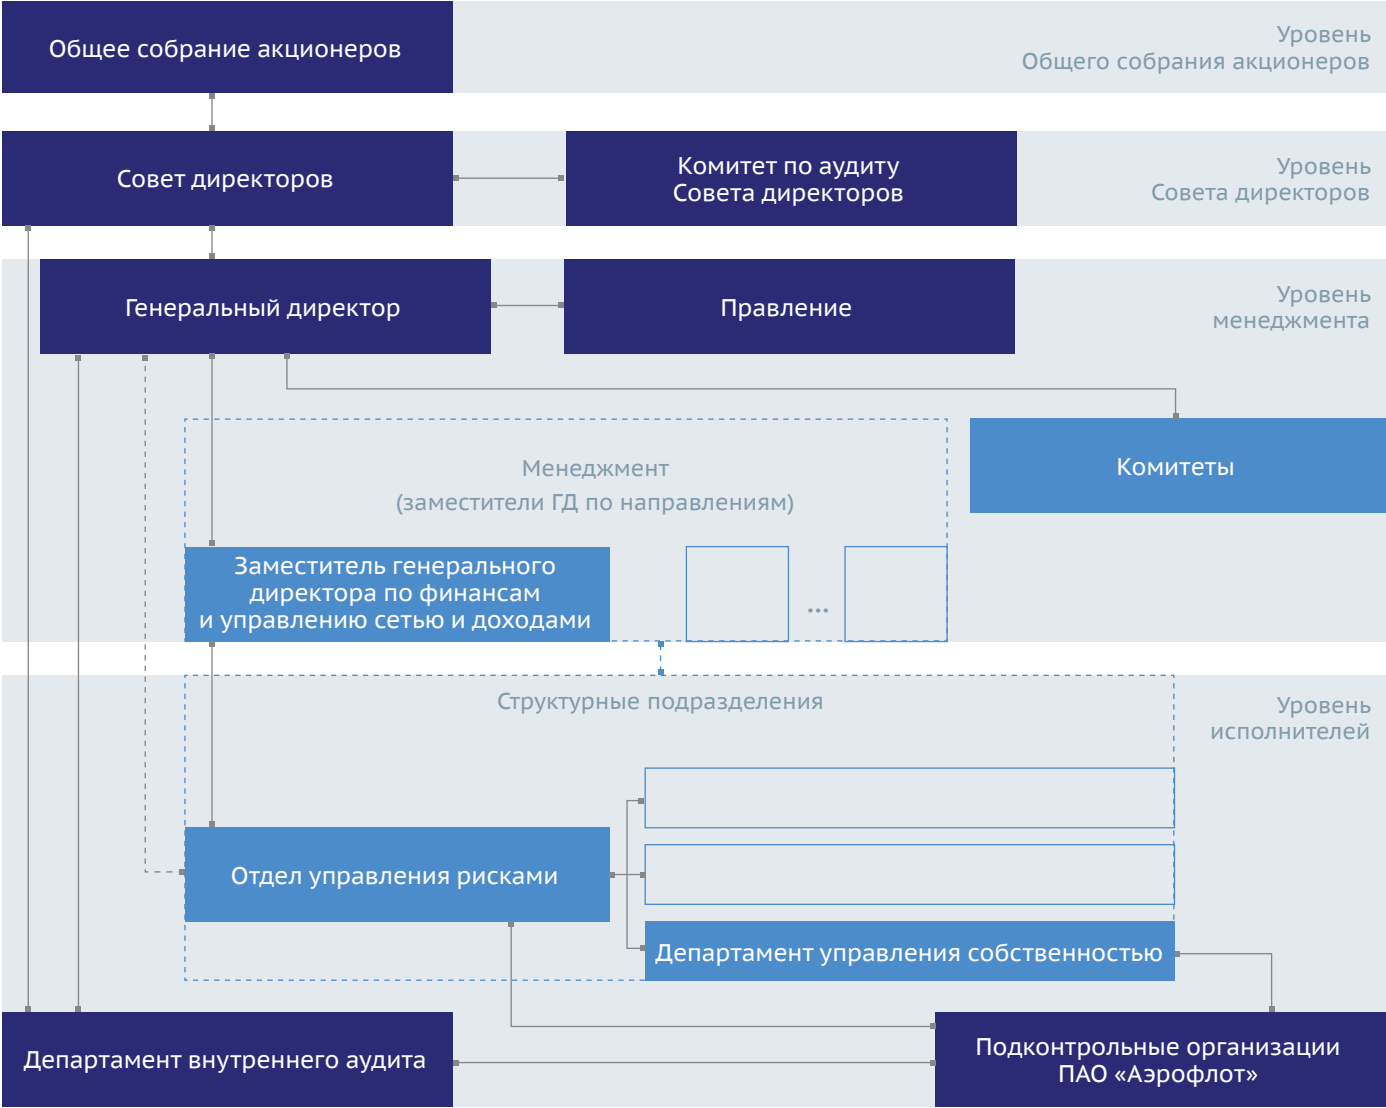 Общее собрание акционеров
Уровень
Общего собрания акционеров
Совет директоров
Комитет по аудиту
Совета директоров
Уровень
Совета директоров
Генеральный директор
Правление
Уровень
менеджмента
Менеджмент
(заместители ГД по направлениям)
Комитеты
Заместитель генерального
директора по финансам
и управлению сетью и доходами
...
Структурные подразделения
Уровень
исполнителей
Отдел управления рисками
Департамент управления собственностью
Департамент внутреннего аудита
Подконтрольные организации
ПАО «Аэрофлот»